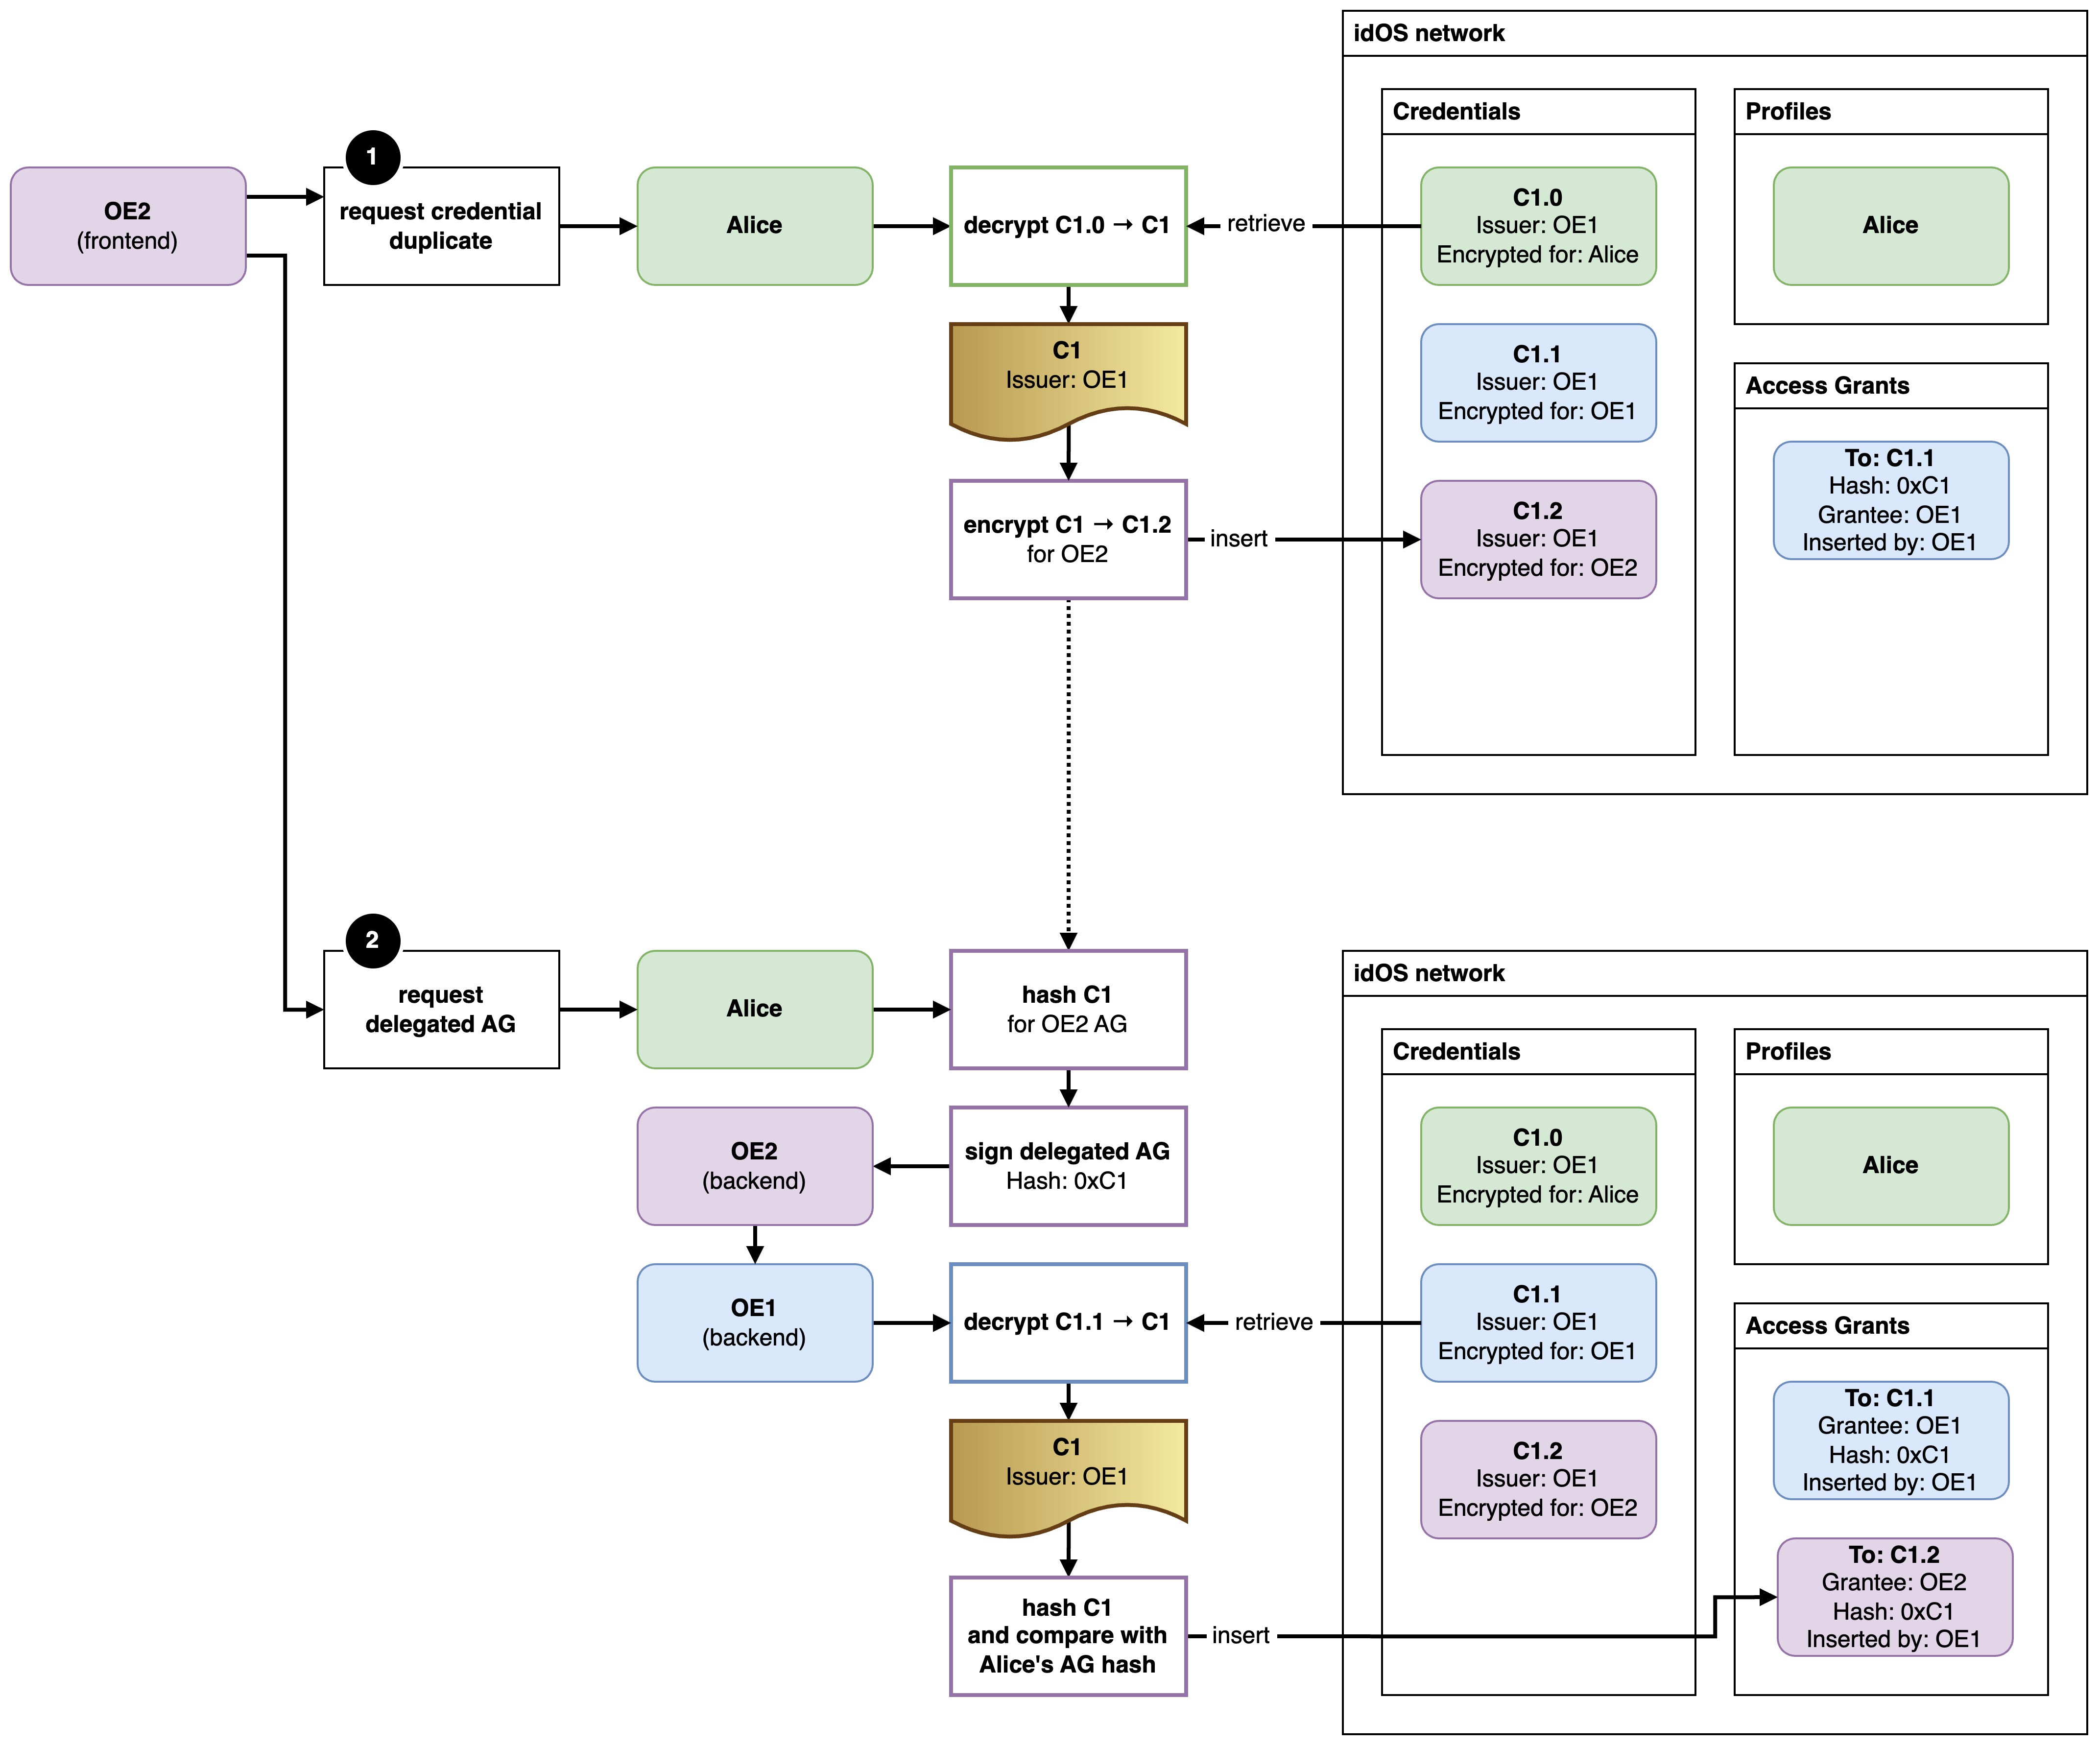 idOS network
Credentials
Profiles
1
OE2
(frontend)
request credential
duplicate
Alice
decrypt C1.0 → C1
retrieve
C1.0
Issuer: OE1
Encrypted for: Alice
Alice
C1
Issuer: OE1
C1.1
Issuer: OE1
Encrypted for: OE1
Access Grants
To: C1.1
Hash: 0xC1
Grantee: OE1
Inserted by: OE1
encrypt C1 → C1.2
for OE2
insert
C1.2
Issuer: OE1
Encrypted for: OE2
2
request
delegated AG
Alice
hash C1
for OE2 AG
idOS network
Credentials
Profiles
OE2
(backend)
sign delegated AG
Hash: 0xC1
C1.0
Issuer: OE1
Encrypted for: Alice
Alice
OE1
(backend)
decrypt C1.1 → C1
retrieve
C1.1
Issuer: OE1
Encrypted for: OE1
Access Grants
To: C1.1
Grantee: OE1
Hash: 0xC1
Inserted by: OE1
C1
Issuer: OE1
C1.2
Issuer: OE1
Encrypted for: OE2
To: C1.2
Grantee: OE2
Hash: 0xC1
Inserted by: OE1
hash C1
and compare with
Alice's AG hash
insert